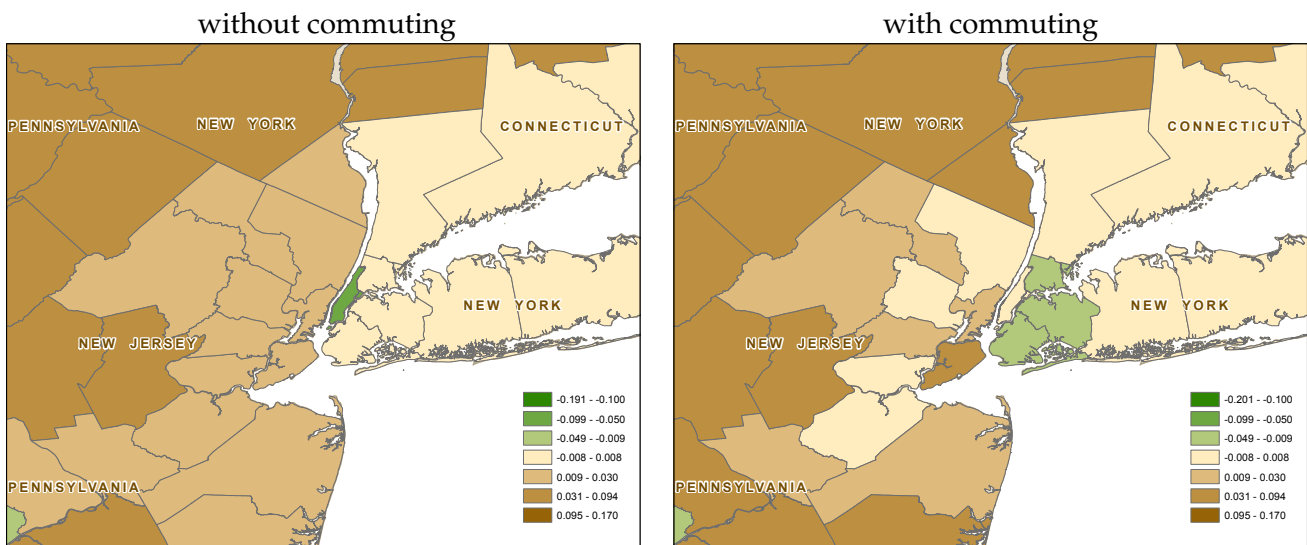 without commuting
PENNSYLVANIA
NEW YORK
CONNECTICUT
NEW YORK
NEW JERSEY
PENNSYLVANIA
-0.191 - -0.100
-0.099 - -0.050
-0.049 - -0.009
-0.008 - 0.008
0.009 - 0.030
0.031 - 0.094
0.095 - 0.170
with commuting
PENNSYLVANIA
NEW YORK
CONNECTICUT
NEW YORK
NEW JERSEY
PENNSYLVANIA
-0.201 - -0.100
-0.099 - -0.050
-0.049 - -0.009
-0.008 - 0.008
0.009 - 0.030
0.031 - 0.094
0.095 - 0.170